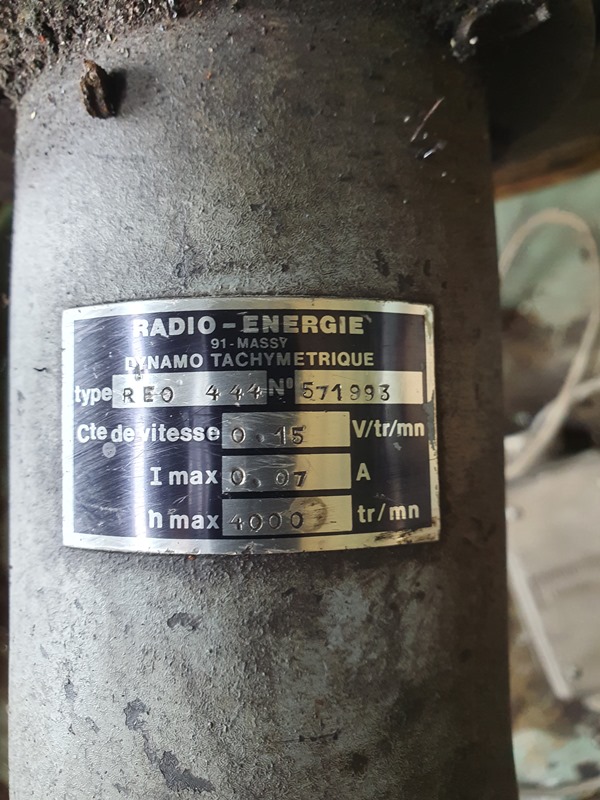 RADIO-ENERGIE
91-MASSY
DYNAMO TACHYMETRIQUE
type REO 444 N° 571993
Cte de vitesse 0.15 V/tr/mn
I max 0.07 A
n max 4000 tr/mn